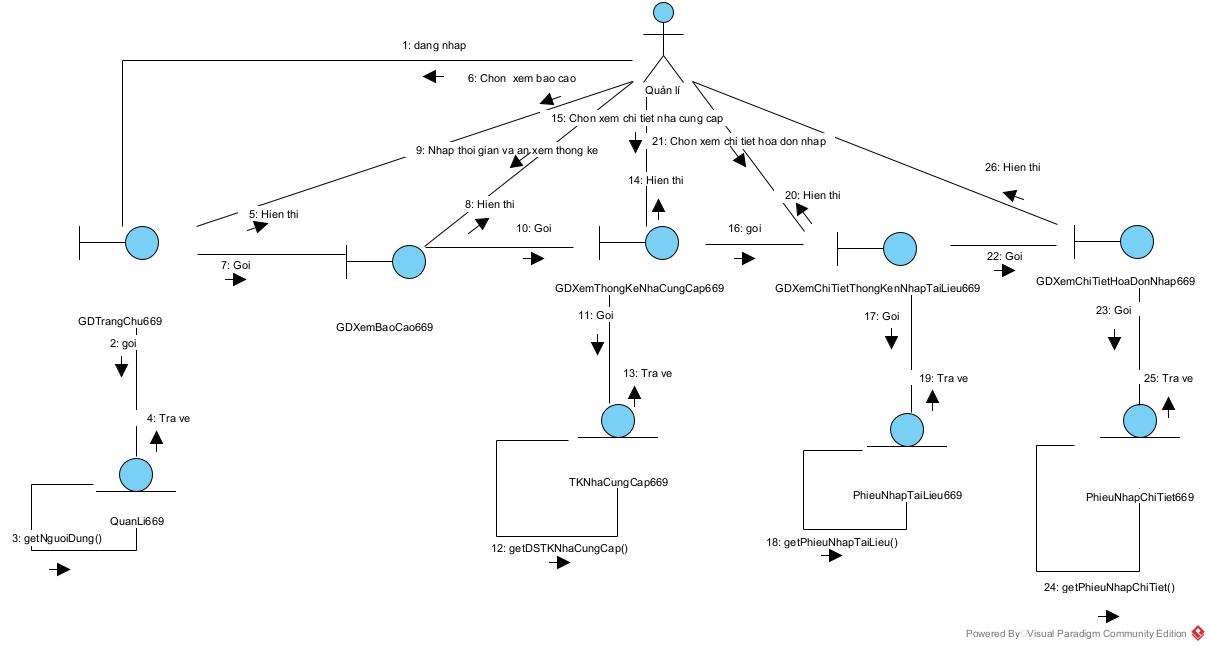 1: dang nhap
6: Chon xem bao cao
Quản lí
15: Chon xem chi tiet nha cung cap
21: Chon xem chi tiet hoa don nhap
9: Nhap thoi gian va an xem thong ke
26: Hien thi
14: Hien thi
20: Hien thi
8: Hien thi
5: Hien thi
10: Goi
16: goi
22: Goi
7: Goi
GDXemChiTietHoaDonNhap669
GDXemThongKeNhaCungCap669
GDXemChiTietThongKenNhapTaiLieu669
GDTrangChu669
GDXemBaoCao669
11: Goi
17: Goi
23: Goi
2: goi
13: Tra ve
19: Tra ve
25: Tra ve
4: Tra ve
TKNhaCungCap669
PhieuNhapTaiLieu669
PhieuNhapChiTiet669
QuanLi669
3: getNguoiDung()
12: getDSTKNhaCungCap()
18: getPhieuNhapTaiLieu()
24: getPhieuNhapChiTiet()
Powered By Visual Paradigm Community Edition